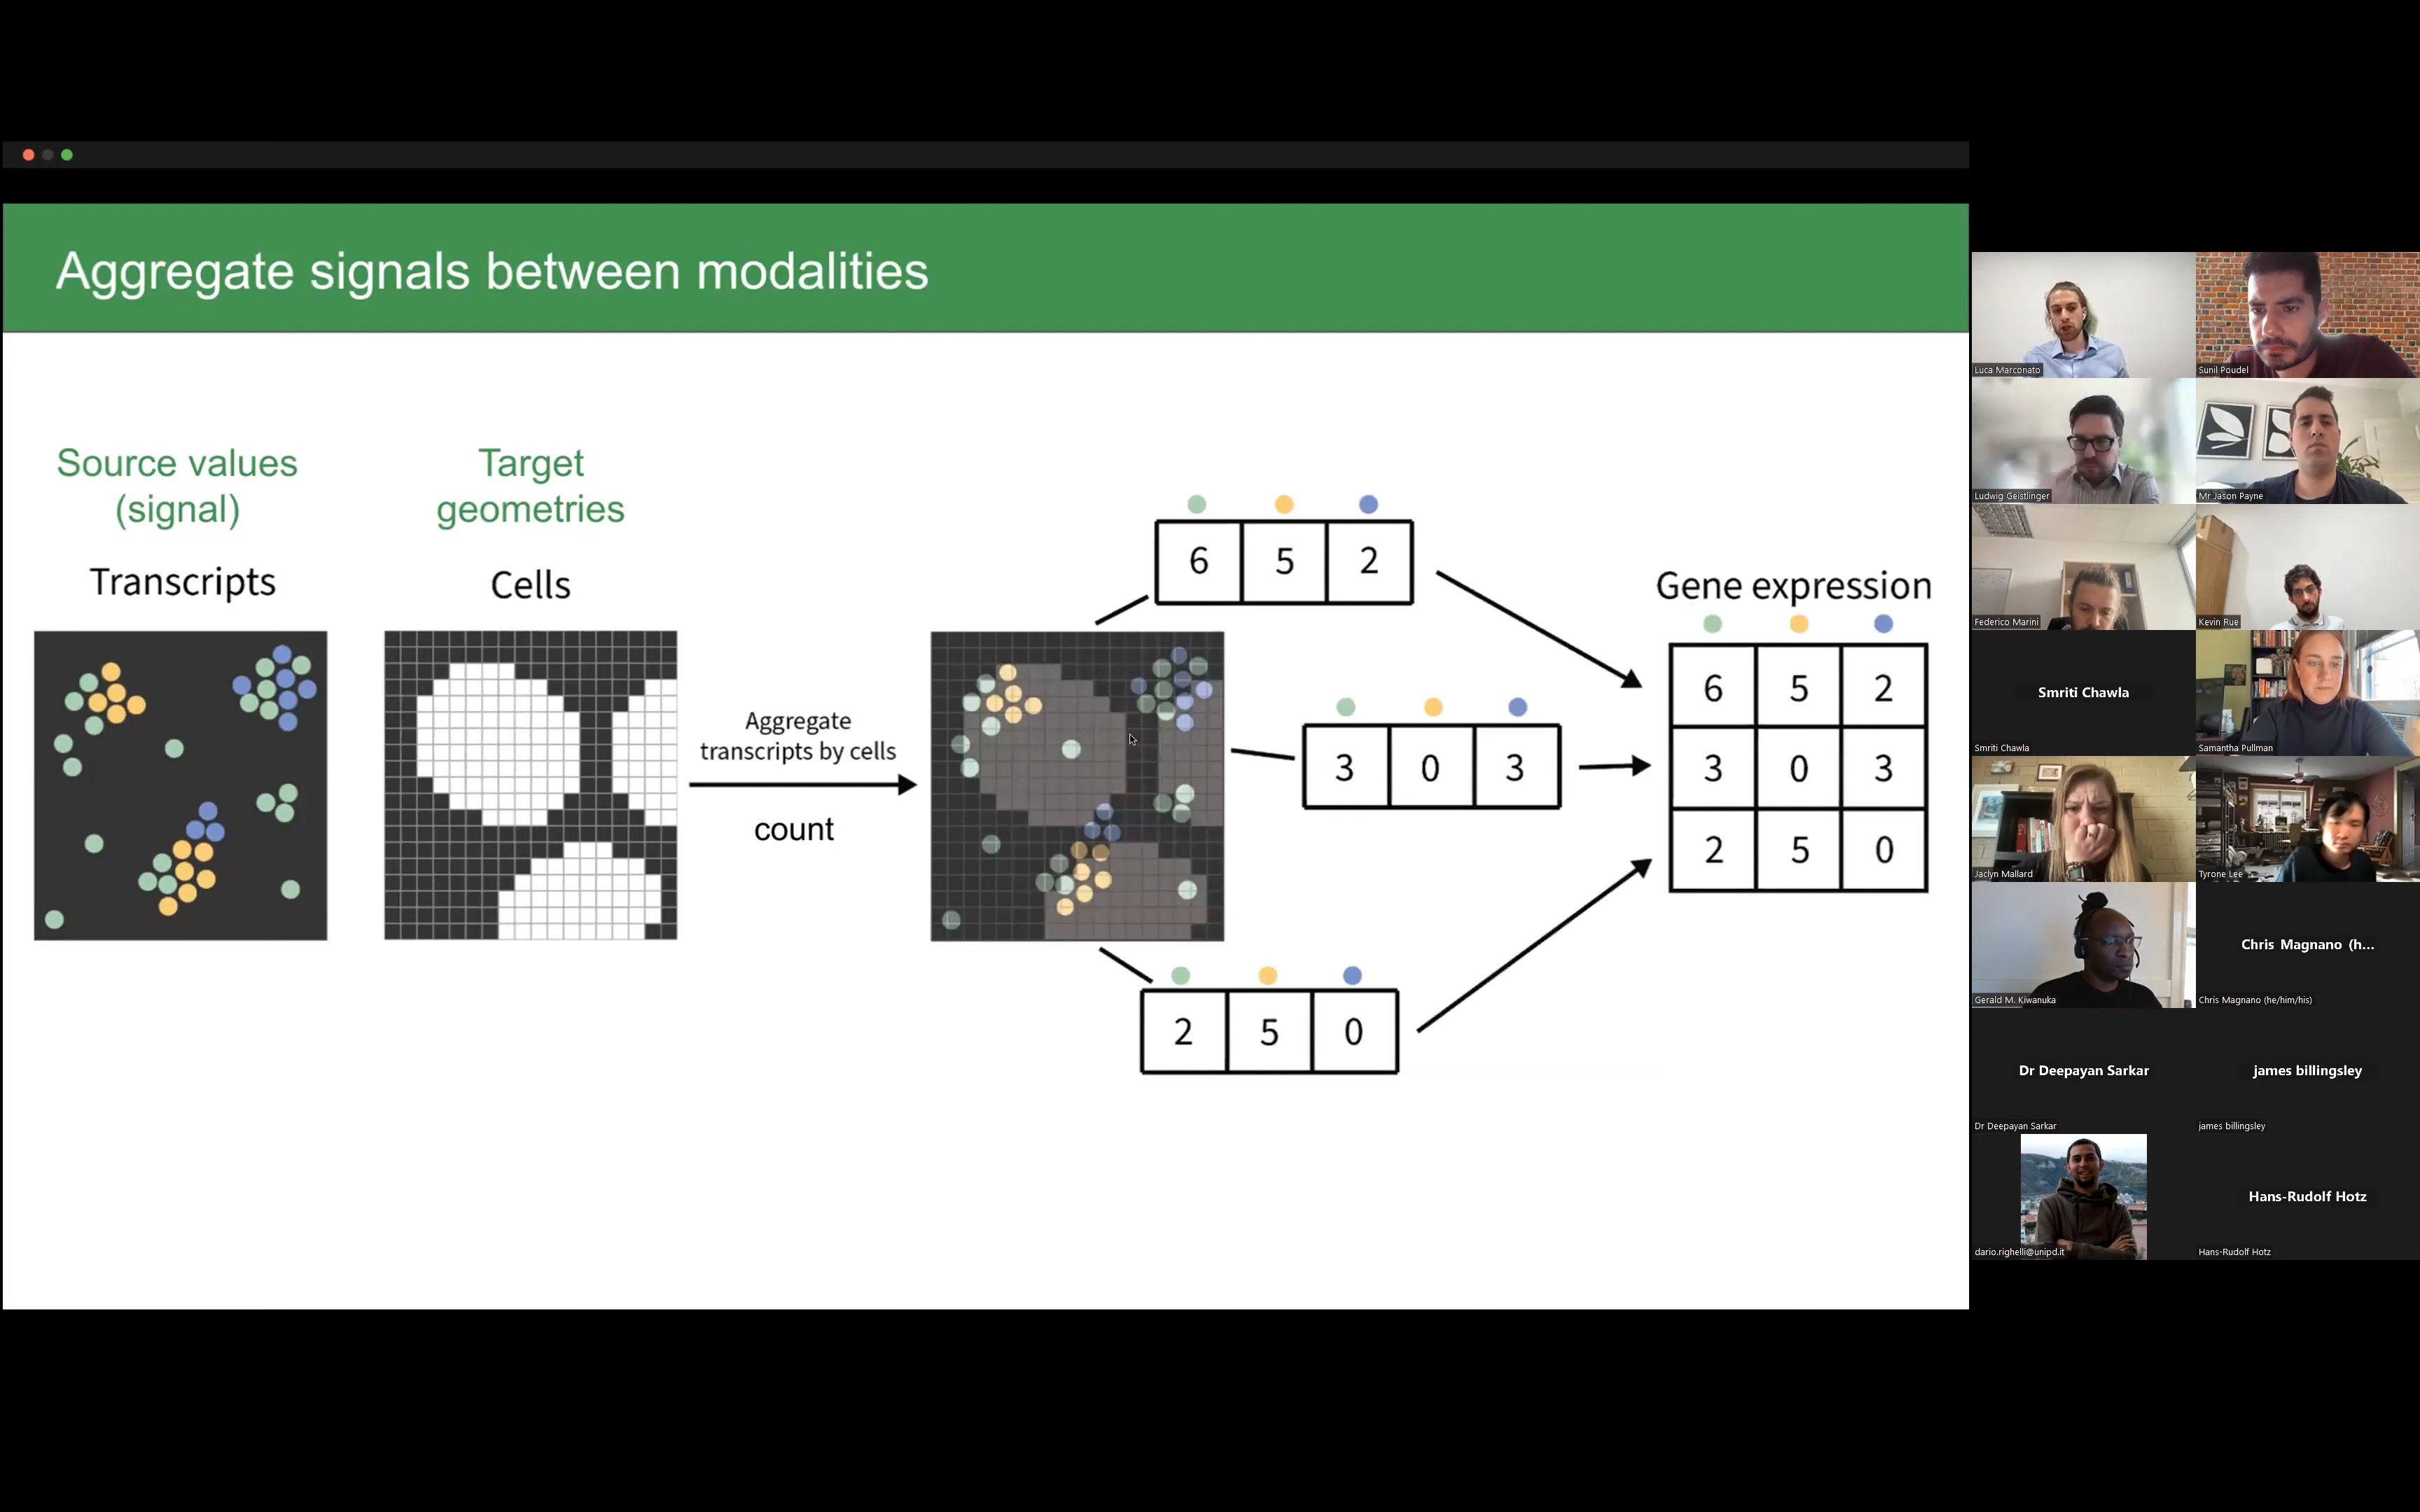 Aggregate signals between modalities
Source values
(signal)
Transcripts
Target
geometries
Cells
Aggregate
transcripts by cells
count
6 5 2
3 0 3
2 5 0
Gene expression
6 5 2
3 0 3
2 5 0
Luca Marconato
Sunil Poudel
Ludwig Geistlinger
Mr Jason Payne
Federico Marini
Kevin Rue
Smriti Chawla
Smriti Chawla
Samantha Pullman
Jaclyn Mallard
Tyrone Lee
Gerald M. Kiwanuka
Chris Magnano (h...
Chris Magnano (he/him/his)
Dr Deepayan Sarkar
Dr Deepayan Sarkar
james billingsley
james billingsley
dario.righelli@unipd.it
Hans-Rudolf Hotz
Hans-Rudolf Hotz